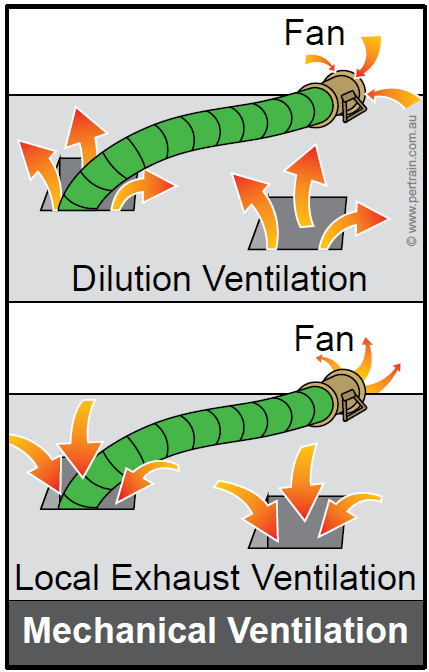 Fan
© www.pertrain.com.au
Dilution Ventilation
Fan
Local Exhaust Ventilation
Mechanical Ventilation